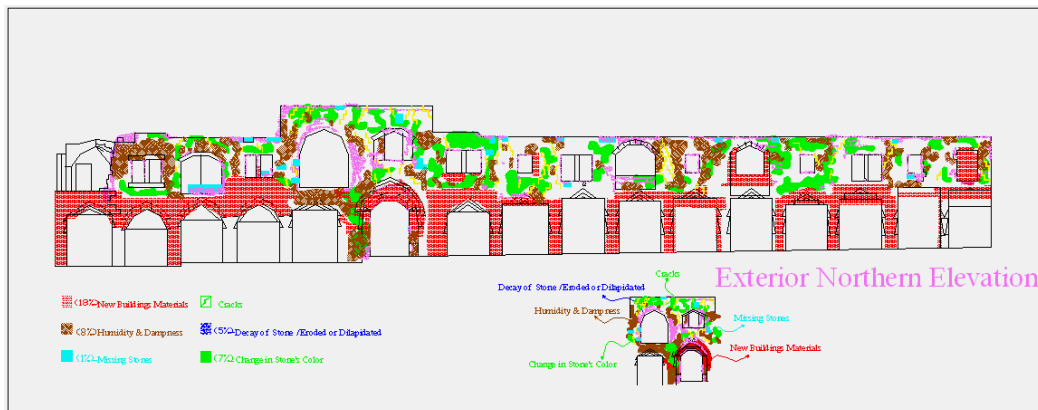 Exterior Northern Elevation
(18%)-New Buildings Materials
Cracks
(8%)-Humidity & Dampness
(5%)-Decay of Stone /Eroded or Dilapidated
(1%)-Mixing Stones
(7%)-Change in Stone's Color
Cracks
Decay of Stone /Eroded or Dilapidated
Humidity & Dampness
Mixing Stones
New Buildings Materials
Change in Stone's Color